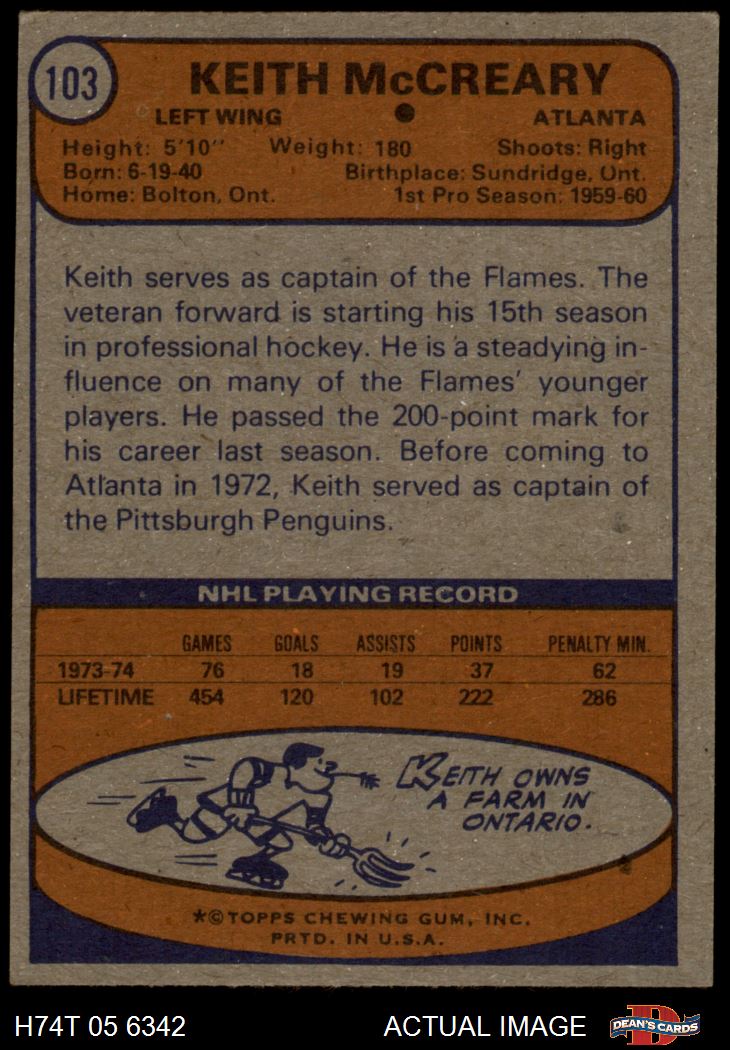 103
KEITH McCREARY
LEFT WING ● ATLANTA
Height: 5'10" Weight: 180 Shoots: Right
Born: 6-19-40 Birthplace: Sundridge, Ont.
Home: Bolton, Ont. 1st Pro Season: 1959-60
Keith serves as captain of the Flames. The
veteran forward is starting his 15th season
in professional hockey. He is a steadying in-
fluence on many of the Flames' younger
players. He passed the 200-point mark for
his career last season. Before coming to
Atlanta in 1972, Keith served as captain of
the Pittsburgh Penguins.
NHL PLAYING RECORD
GAMES GOALS ASSISTS POINTS PENALTY MIN.
1973-74 76 18 19 37 62
LIFETIME 454 120 102 222 286
KEITH OWNS
A FARM IN
ONTARIO.
*©TOPPS CHEWING GUM, INC.
PRTD. IN U.S.A.
H74T 05 6342 ACTUAL IMAGE D DEAN'S CARDS